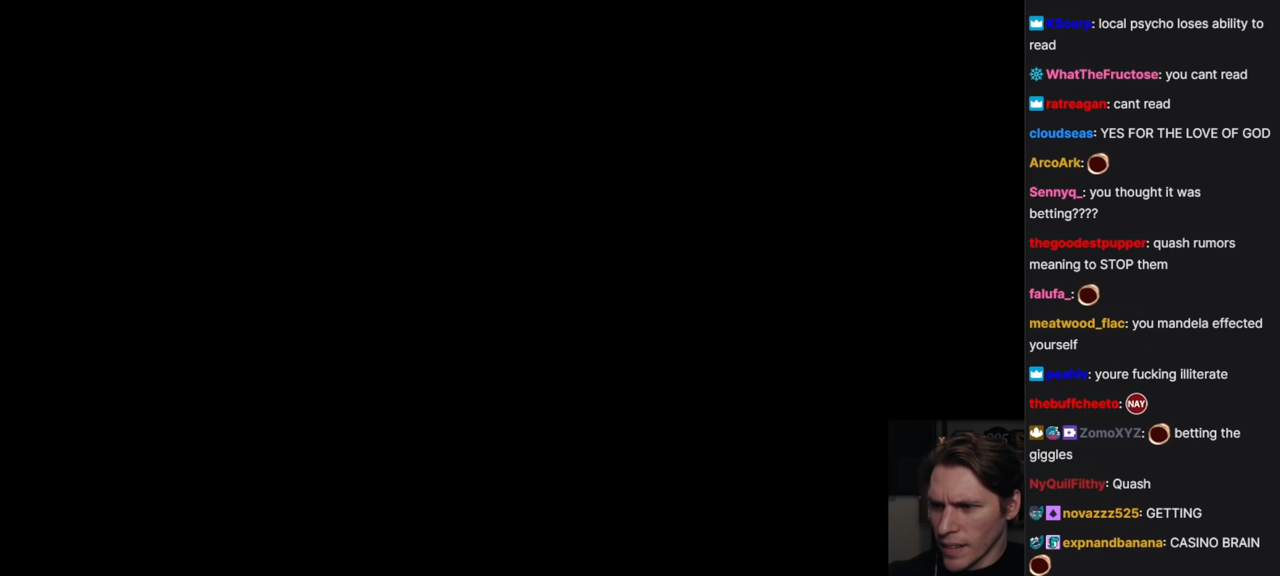 KScorp: local psycho loses ability to
read
WhatTheFructose: you cant read
ratreagan: cant read
cloudseas: YES FOR THE LOVE OF GOD
ArcoArk:
Sennyq_: you thought it was
betting????
thegoodestpupper: quash rumors
meaning to STOP them
falufa_:
meatwood_flac: you mandela effected
yourself
: youre fucking illiterate
thebuffcheeto: NAY
ZomoXYZ: betting the
giggles
NyQuilFilthy: Quash
novazzz525: GETTING
expnandbanana: CASINO BRAIN